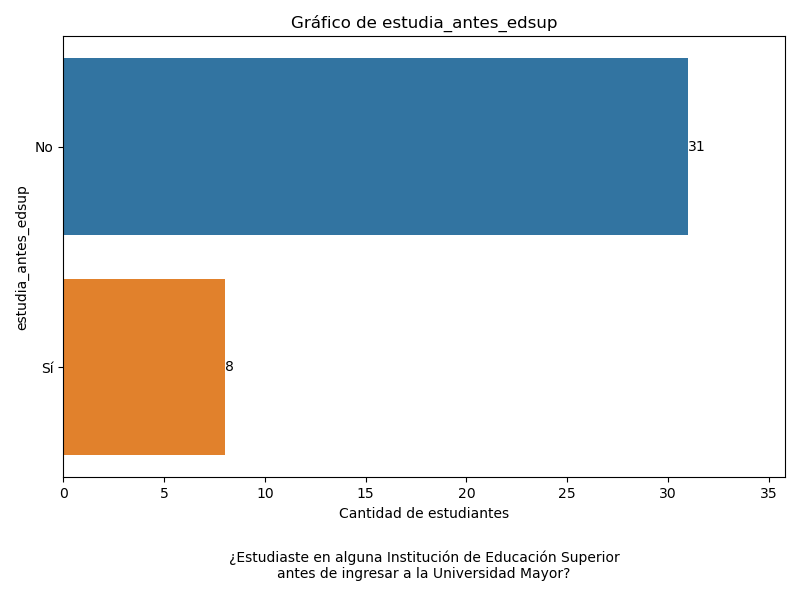 Gráfico de estudia_antes_edsup
estudia_antes_edsup
No
31
Sí
8
0 5 10 15 20 25 30 35
Cantidad de estudiantes
¿Estudiaste en alguna Institución de Educación Superior
antes de ingresar a la Universidad Mayor?